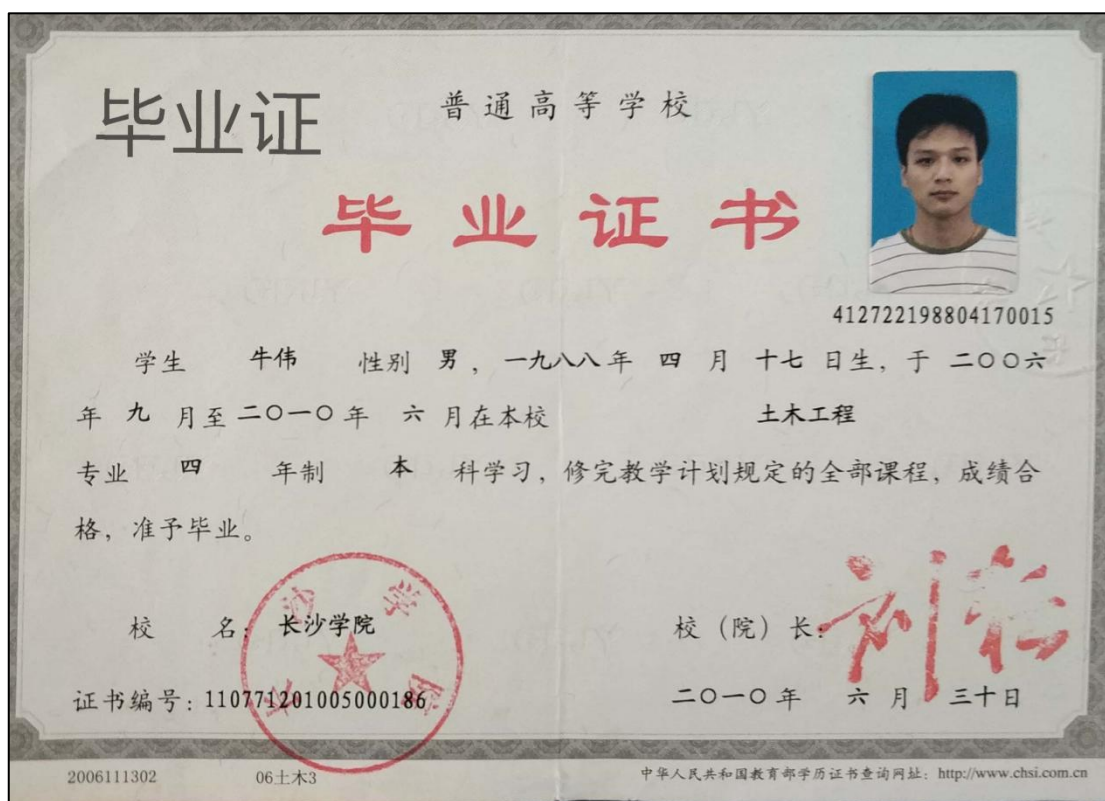 毕业证
普通高等学校
毕业证书
412722198804170015
学生 牛伟 性别 男，一九八八年 四 月 十七 日生，于 二〇〇六
年 九 月至 二〇一〇 年 六 月在本校 土木工程
专业 四 年制 本 科学习，修完教学计划规定的全部课程，成绩合
格，准予毕业。
校 名：长沙学院
校（院）长：
长沙学院
证书编号：110771201005000186
二〇一〇年 六 月 三十日
2006111302 06土木3 中华人民共和国教育部学历证书查询网址：http://www.chsi.com.cn